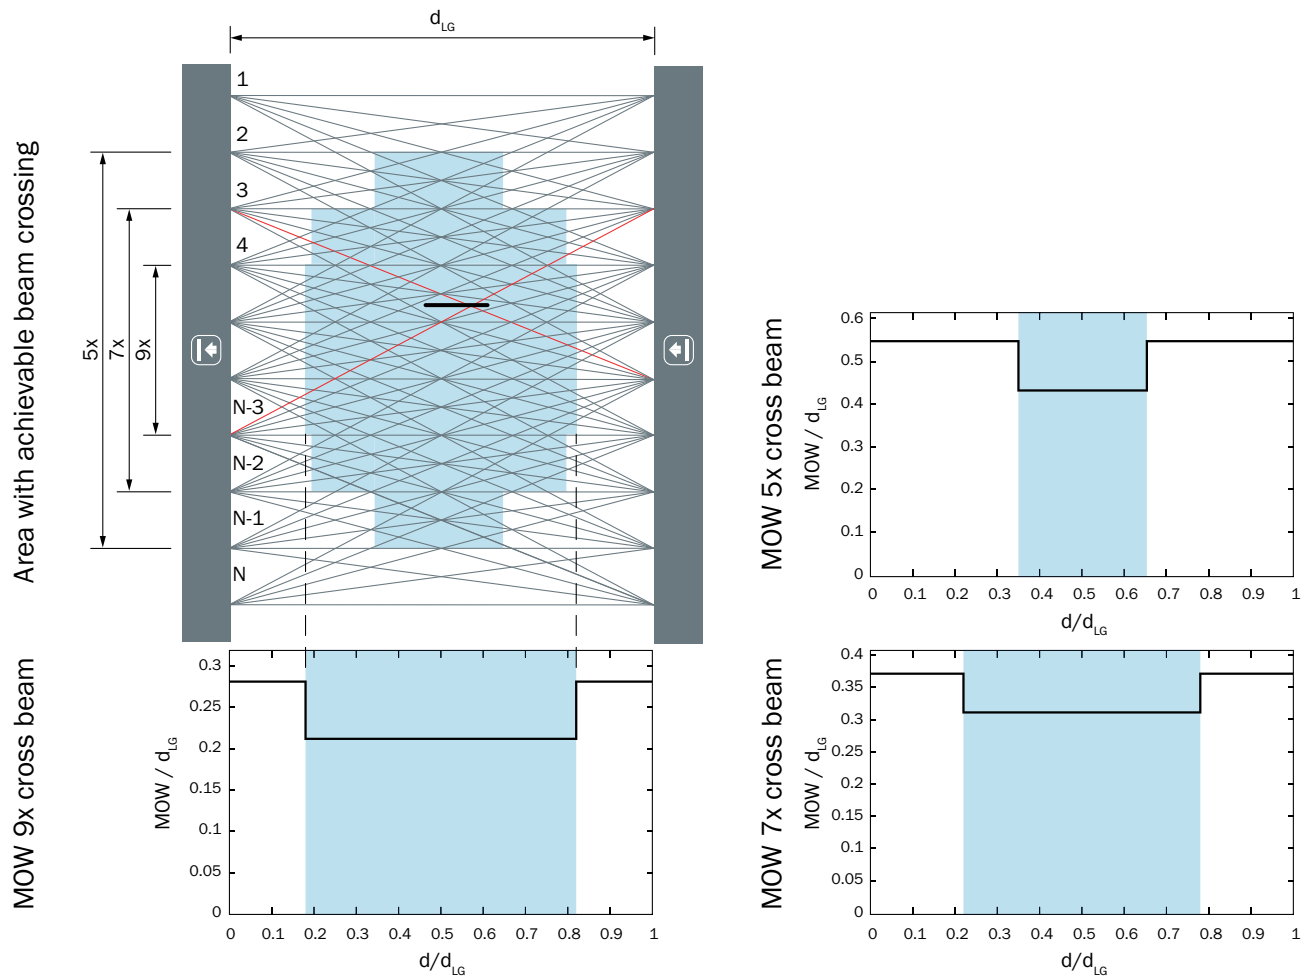 d_LG
Area with achievable beam crossing
5x
7x
9x
1
2
3
4
N-3
N-2
N-1
N
MOW 5x cross beam
MOW / d_LG
0.6
0.5
0.4
0.3
0.2
0.1
0
0 0.1 0.2 0.3 0.4 0.5 0.6 0.7 0.8 0.9 1
d/d_LG
MOW 9x cross beam
MOW / d_LG
0.3
0.25
0.2
0.15
0.1
0.05
0
0 0.1 0.2 0.3 0.4 0.5 0.6 0.7 0.8 0.9 1
d/d_LG
MOW 7x cross beam
MOW / d_LG
0.4
0.35
0.3
0.25
0.2
0.15
0.1
0.05
0
0 0.1 0.2 0.3 0.4 0.5 0.6 0.7 0.8 0.9 1
d/d_LG